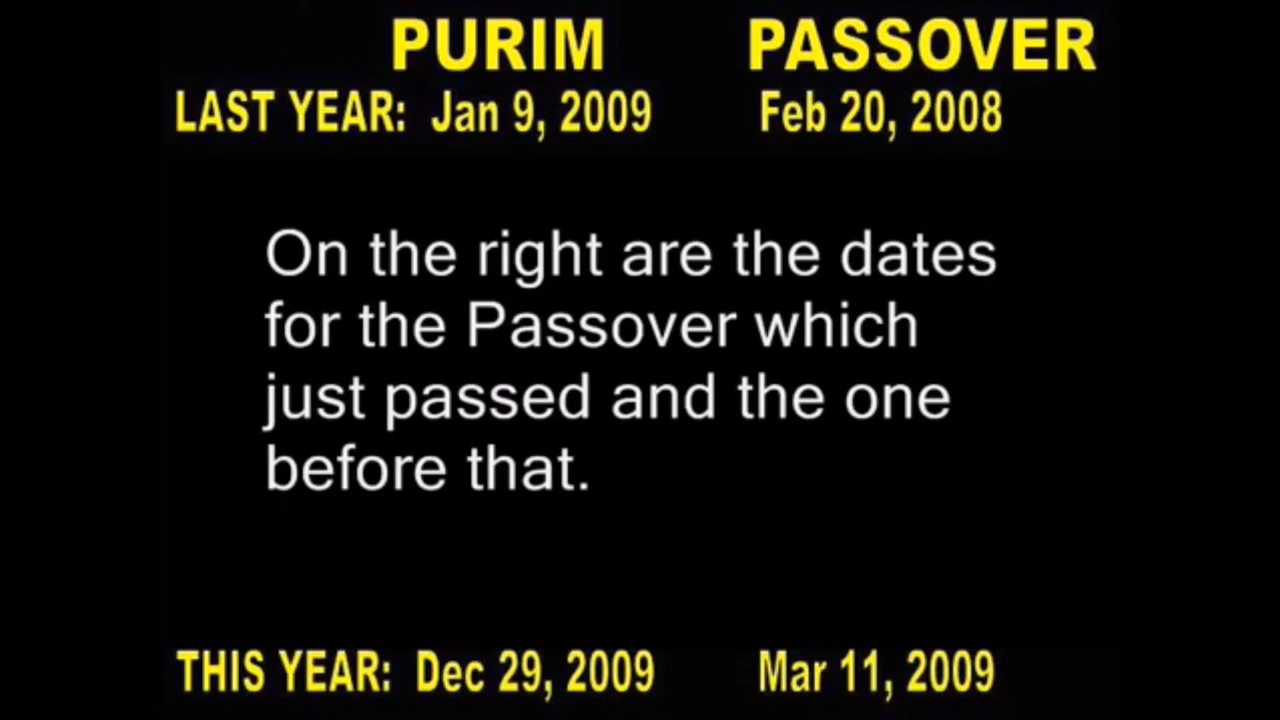 PURIM PASSOVER
LAST YEAR: Jan 9, 2009 Feb 20, 2008
On the right are the dates
for the Passover which
just passed and the one
before that.
THIS YEAR: Dec 29, 2009 Mar 11, 2009